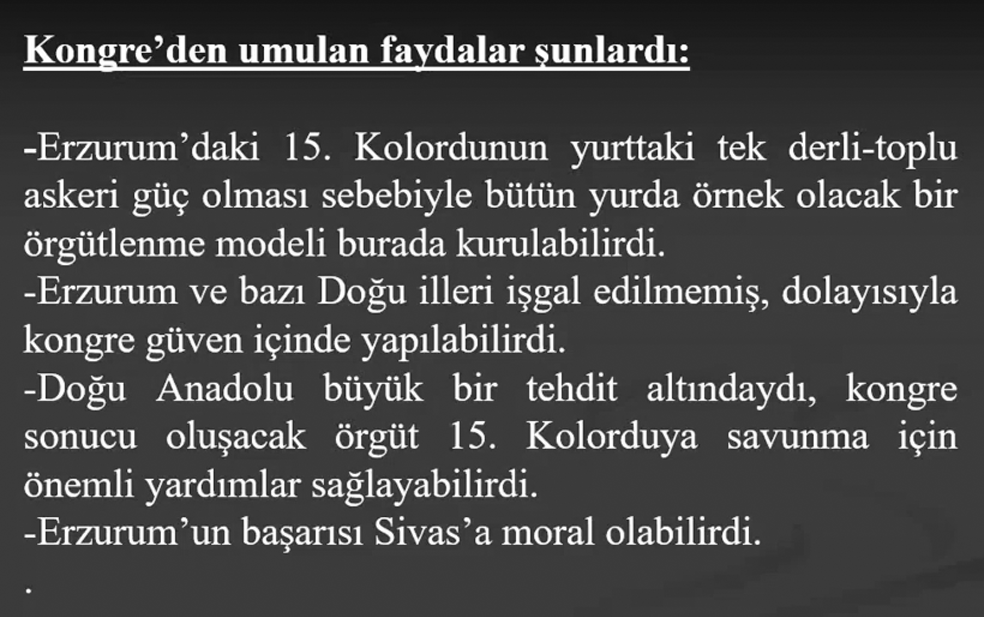 Kongre’den umulan faydalar şunlardı:
-Erzurum’daki 15. Kolordunun yurttaki tek derli-toplu
askeri güç olması sebebiyle bütün yurda örnek olacak bir
örgütlenme modeli burada kurulabilirdi.
-Erzurum ve bazı Doğu illeri işgal edilmemiş, dolayısıyla
kongre güven içinde yapılabilirdi.
-Doğu Anadolu büyük bir tehdit altındaydı, kongre
sonucu oluşacak örgüt 15. Kolorduya savunma için
önemli yardımlar sağlayabilirdi.
-Erzurum’un başarısı Sivas’a moral olabilirdi.
.